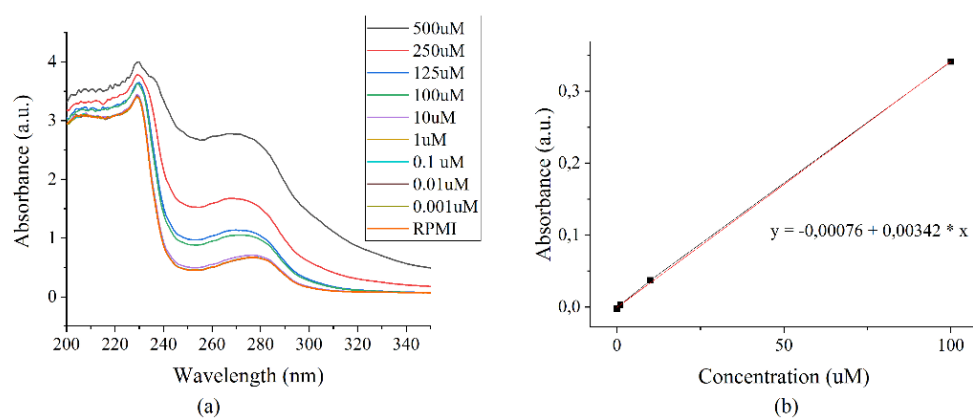 500uM
250uM
125uM
100uM
10uM
1uM
0.1 uM
0.01uM
0.001uM
RPMI
4
3
2
1
0
Absorbance (a.u.)
200 220 240 260 280 300 320 340
Wavelength (nm)
(a)
0,3
0,2
0,1
0,0
Absorbance (a.u.)
y = -0,00076 + 0,00342 * x
0 50 100
Concentration (uM)
(b)